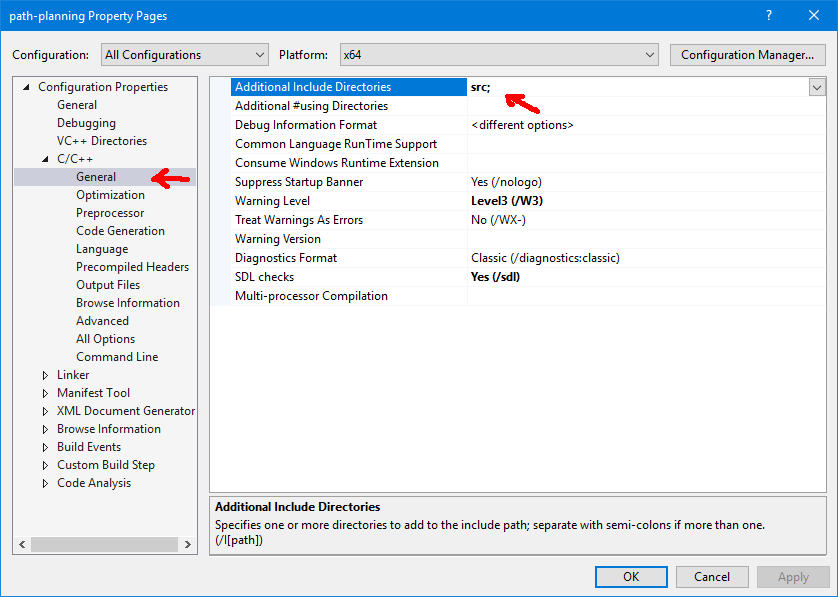 path-planning Property Pages
Configuration: All Configurations Platform: x64 Configuration Manager...
Configuration Properties
General
Debugging
VC++ Directories
C/C++
General
Optimization
Preprocessor
Code Generation
Language
Precompiled Headers
Output Files
Browse Information
Advanced
All Options
Command Line
Linker
Manifest Tool
XML Document Generator
Browse Information
Build Events
Custom Build Step
Code Analysis
Additional Include Directories src;
Additional #using Directories
Debug Information Format <different options>
Common Language RunTime Support
Consume Windows Runtime Extension
Suppress Startup Banner Yes (/nologo)
Warning Level Level3 (/W3)
Treat Warnings As Errors No (/WX-)
Warning Version
Diagnostics Format Classic (/diagnostics:classic)
SDL checks Yes (/sdl)
Multi-processor Compilation
Additional Include Directories
Specifies one or more directories to add to the include path; separate with semi-colons if more than one.
(/I[path])
OK Cancel Apply